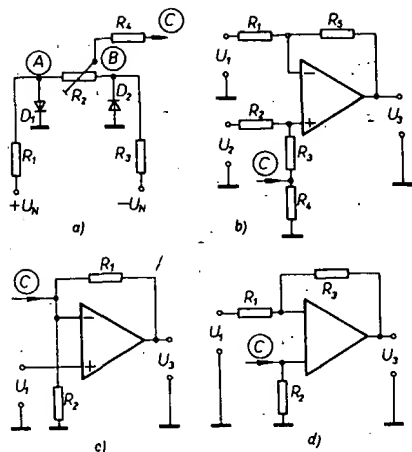 R4 C
A B
R2
D1 D2
R1 R3
+UN -UN
a)
R1 R5
U1
R2
U2 R3 U3
C
R4
b)
C R1
U1 U3
R2
c)
R3
R1
U1 C U3
R2
d)